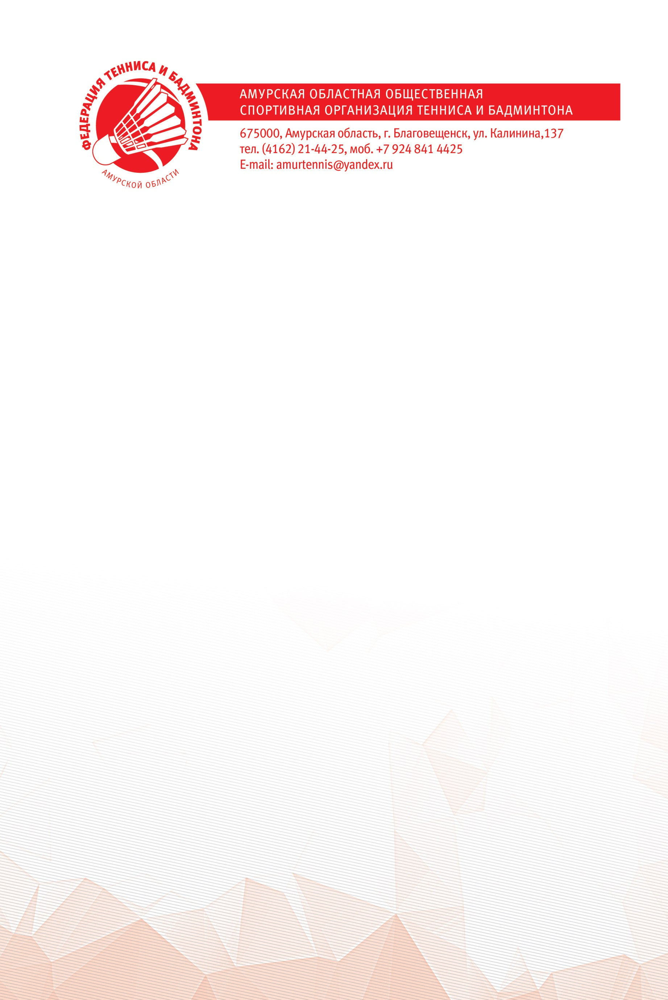 ФЕДЕРАЦИЯ ТЕННИСА И БАДМИНТОНА
АМУРСКОЙ ОБЛАСТИ
АМУРСКАЯ ОБЛАСТНАЯ ОБЩЕСТВЕННАЯ
СПОРТИВНАЯ ОРГАНИЗАЦИЯ ТЕННИСА И БАДМИНТОНА
675000, Амурская область, г. Благовещенск, ул. Калинина,137
тел. (4162) 21-44-25, моб. +7 924 841 4425
E-mail: amurtennis@yandex.ru